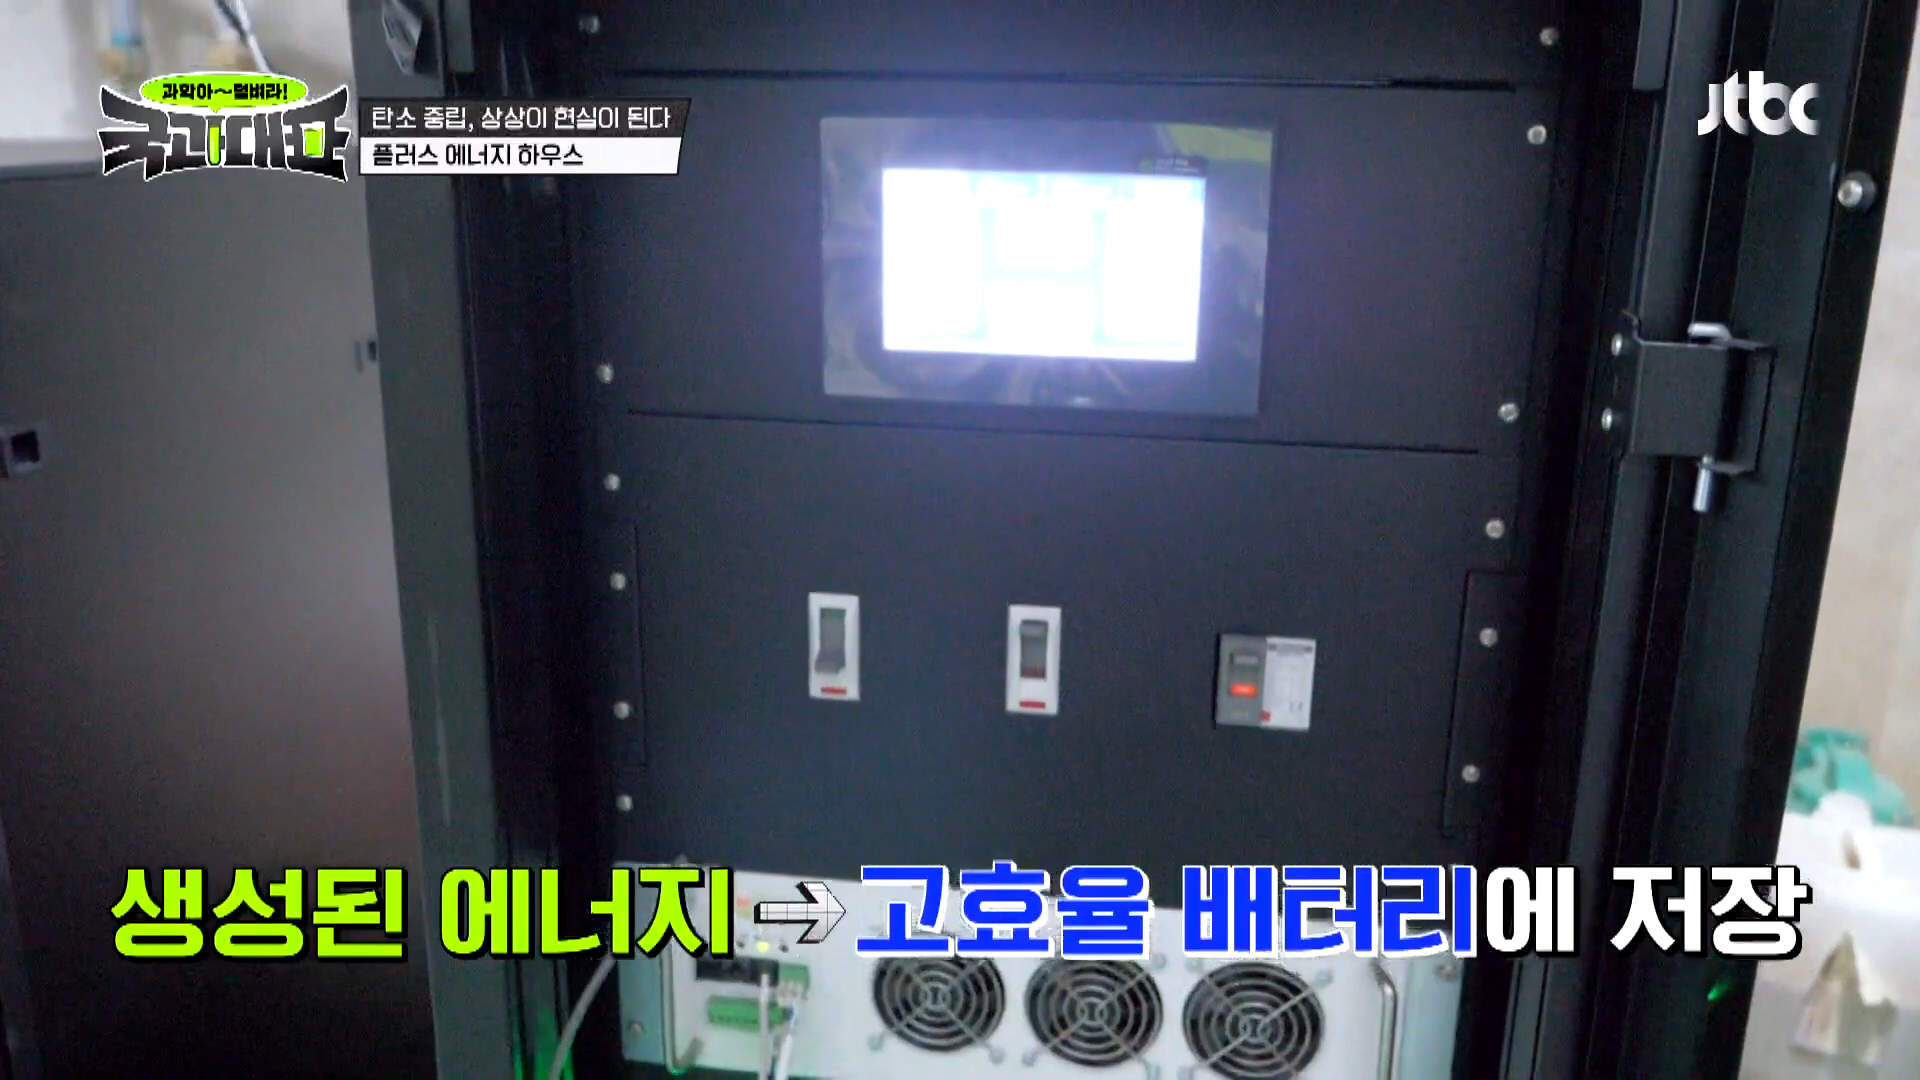 과학아~덤벼라!
국가대표
탄소 중립, 상상이 현실이 된다
플러스 에너지 하우스
jtbc
생성된 에너지 → 고효율 배터리에 저장